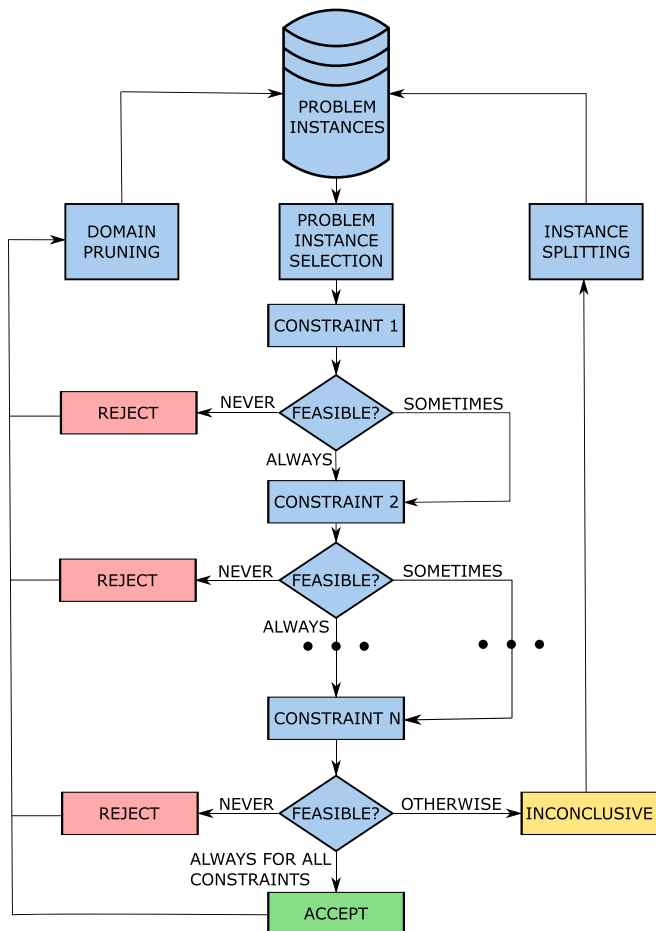 PROBLEM
INSTANCES
DOMAIN
PRUNING
PROBLEM
INSTANCE
SELECTION
INSTANCE
SPLITTING
CONSTRAINT 1
REJECT
NEVER
FEASIBLE?
SOMETIMES
ALWAYS
CONSTRAINT 2
REJECT
NEVER
FEASIBLE?
SOMETIMES
ALWAYS
CONSTRAINT N
REJECT
NEVER
FEASIBLE?
OTHERWISE
INCONCLUSIVE
ALWAYS FOR ALL
CONSTRAINTS
ACCEPT